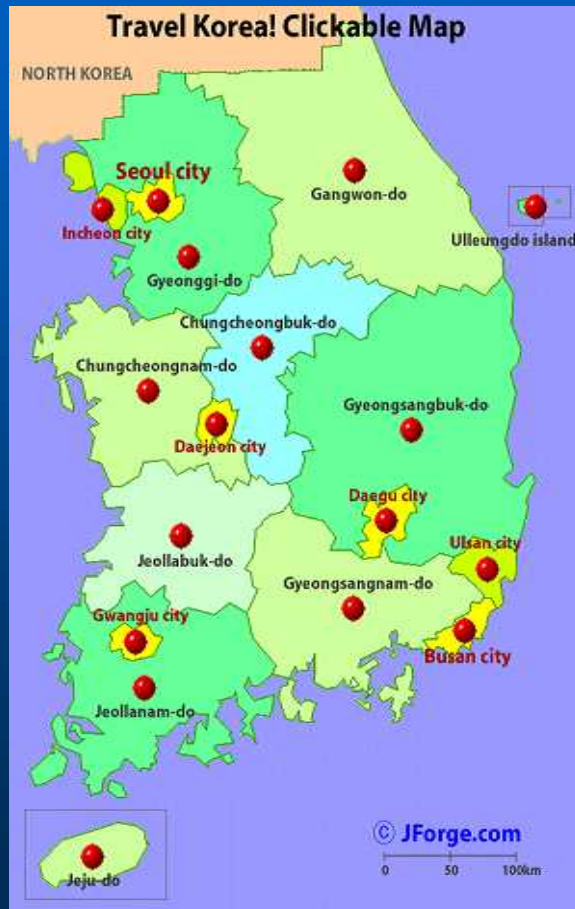 Travel Korea! Clickable Map
NORTH KOREA
Seoul city
Gangwon-do
Incheon city
Ulleungdo island
Gyeonggi-do
Chungcheongbuk-do
Chungcheongnam-do
Gyeongsangbuk-do
Daejeon city
Daegu city
Ulsan city
Jeollabuk-do
Gyeongsangnam-do
Gwangju city
Busan city
Jeollanam-do
© JForge.com
0 50 100km
Jeju-do